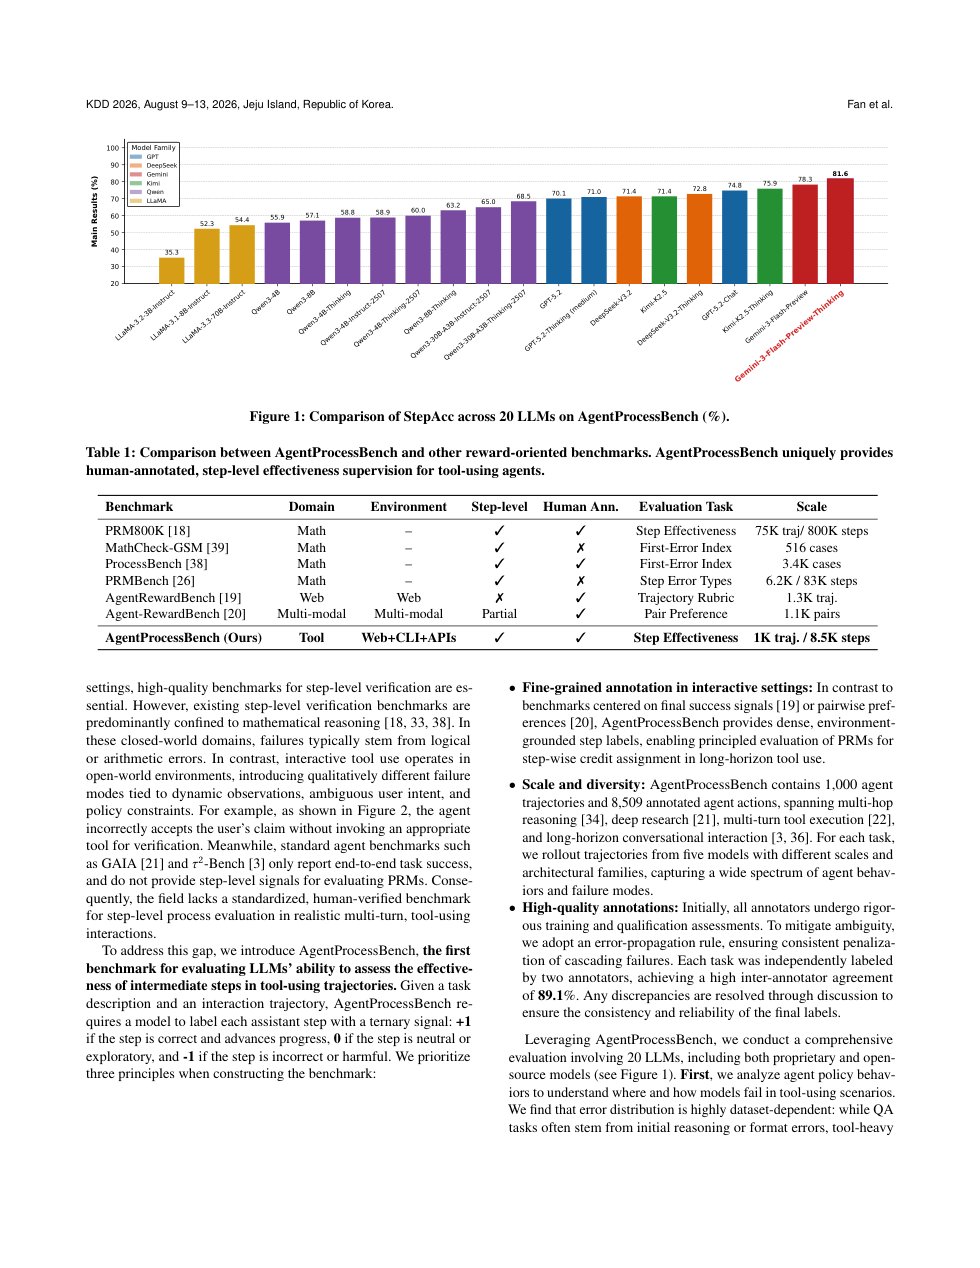 KDD 2026, August 9–13, 2026, Jeju Island, Republic of Korea.
Fan et al.
Main Results (%)
100
90
80
70
60
50
40
30
20
Model Family
GPT
DeepSeek
Gemini
Kimi
Qwen
LLaMA
35.3
52.3
54.4
55.9
57.1
58.8
58.9
60.0
63.2
65.0
68.5
70.1
71.0
71.4
71.4
72.8
74.8
75.9
78.3
81.6
LLaMA-3.2-3B-Instruct
LLaMA-3.1-8B-Instruct
LLaMA-3.3-70B-Instruct
Qwen3-4B
Qwen3-8B
Qwen3-4B-Thinking
Qwen3-4B-Instruct-2507
Qwen3-4B-Thinking-2507
Qwen3-8B-Thinking
Qwen3-30B-A3B-Instruct-2507
Qwen3-30B-A3B-Thinking-2507
GPT-5.2
GPT-5.2-Thinking (medium)
DeepSeek-V3.2
Kimi-K2.5
DeepSeek-V3.2-Thinking
GPT-5.2-Chat
Kimi-K2.5-Thinking
Gemini-3-Flash-Preview
Gemini-3-Flash-Preview-Thinking
Figure 1: Comparison of StepAcc across 20 LLMs on AgentProcessBench (%).
Table 1: Comparison between AgentProcessBench and other reward-oriented benchmarks. AgentProcessBench uniquely provides
human-annotated, step-level effectiveness supervision for tool-using agents.
Benchmark Domain Environment Step-level Human Ann. Evaluation Task Scale
PRM800K [18] Math – ✓ ✓ Step Effectiveness 75K traj/ 800K steps
MathCheck-GSM [39] Math – ✓ ✗ First-Error Index 516 cases
ProcessBench [38] Math – ✓ ✓ First-Error Index 3.4K cases
PRMBench [26] Math – ✓ ✗ Step Error Types 6.2K / 83K steps
AgentRewardBench [19] Web Web ✗ ✓ Trajectory Rubric 1.3K traj.
Agent-RewardBench [20] Multi-modal Multi-modal Partial ✓ Pair Preference 1.1K pairs
AgentProcessBench (Ours) Tool Web+CLI+APIs ✓ ✓ Step Effectiveness 1K traj. / 8.5K steps
settings, high-quality benchmarks for step-level verification are es-
sential. However, existing step-level verification benchmarks are
predominantly confined to mathematical reasoning [18, 33, 38]. In
these closed-world domains, failures typically stem from logical
or arithmetic errors. In contrast, interactive tool use operates in
open-world environments, introducing qualitatively different failure
modes tied to dynamic observations, ambiguous user intent, and
policy constraints. For example, as shown in Figure 2, the agent
incorrectly accepts the user's claim without invoking an appropriate
tool for verification. Meanwhile, standard agent benchmarks such
as GAIA [21] and τ²-Bench [3] only report end-to-end task success,
and do not provide step-level signals for evaluating PRMs. Conse-
quently, the field lacks a standardized, human-verified benchmark
for step-level process evaluation in realistic multi-turn, tool-using
interactions.
To address this gap, we introduce AgentProcessBench, the first
benchmark for evaluating LLMs' ability to assess the effective-
ness of intermediate steps in tool-using trajectories. Given a task
description and an interaction trajectory, AgentProcessBench re-
quires a model to label each assistant step with a ternary signal: +1
if the step is correct and advances progress, 0 if the step is neutral or
exploratory, and -1 if the step is incorrect or harmful. We prioritize
three principles when constructing the benchmark:
• Fine-grained annotation in interactive settings: In contrast to
benchmarks centered on final success signals [19] or pairwise pref-
erences [20], AgentProcessBench provides dense, environment-
grounded step labels, enabling principled evaluation of PRMs for
step-wise credit assignment in long-horizon tool use.
• Scale and diversity: AgentProcessBench contains 1,000 agent
trajectories and 8,509 annotated agent actions, spanning multi-hop
reasoning [34], deep research [21], multi-turn tool execution [22],
and long-horizon conversational interaction [3, 36]. For each task,
we rollout trajectories from five models with different scales and
architectural families, capturing a wide spectrum of agent behav-
iors and failure modes.
• High-quality annotations: Initially, all annotators undergo rigor-
ous training and qualification assessments. To mitigate ambiguity,
we adopt an error-propagation rule, ensuring consistent penaliza-
tion of cascading failures. Each task was independently labeled
by two annotators, achieving a high inter-annotator agreement
of 89.1%. Any discrepancies are resolved through discussion to
ensure the consistency and reliability of the final labels.
Leveraging AgentProcessBench, we conduct a comprehensive
evaluation involving 20 LLMs, including both proprietary and open-
source models (see Figure 1). First, we analyze agent policy behav-
iors to understand where and how models fail in tool-using scenarios.
We find that error distribution is highly dataset-dependent: while QA
tasks often stem from initial reasoning or format errors, tool-heavy